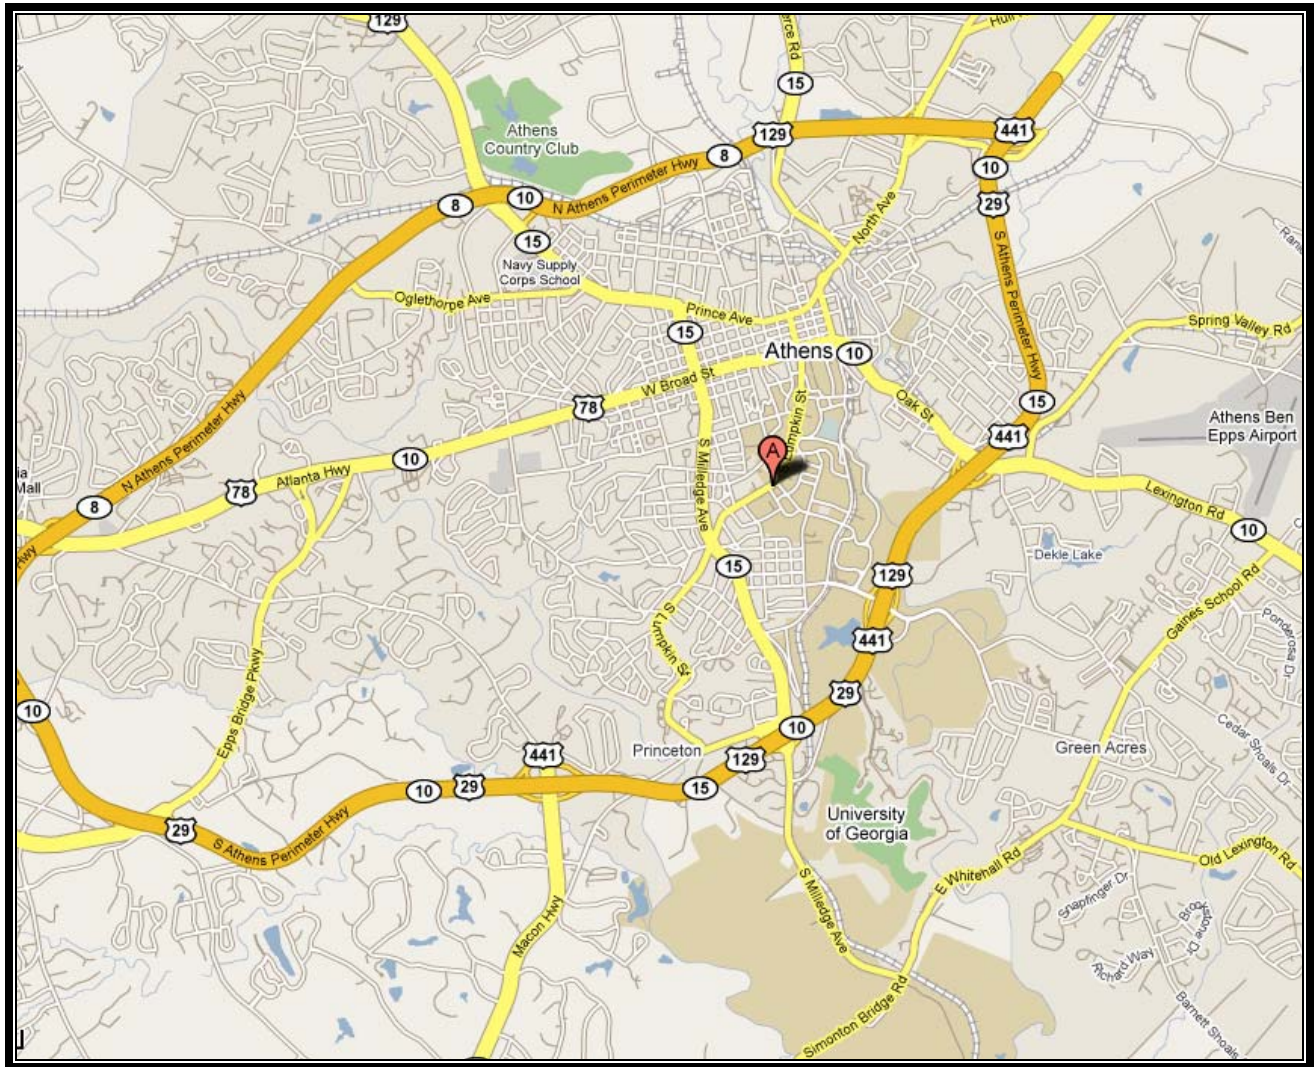 129
erce Rd
Hull
15
Athens
Country Club
129
441
8
10
N Athens Perimeter Hwy
8
10
29
15
North Ave
S Athens Perimeter Hwy
Navy Supply
Corps School
Oglethorpe Ave
Prince Ave
15
Spring Valley Rd
Athens
10
W Broad St
78
Oak St
15
N Athens Perimeter Hwy
S Lumpkin St
441
Athens Ben
Epps Airport
A
S Milledge Ave
Atlanta Hwy
10
78
ia
Mall
8
Lexington Rd
10
Hwy
Dekle Lake
15
129
Gaines School Rd
S Lumpkin St
441
Ponderosa Dr
Epps Bridge Pkwy
29
10
10
Cedar Shoals Dr
Princeton
441
129
Green Acres
10
29
15
29
S Athens Perimeter Hwy
University
of Georgia
E Whitehall Rd
Old Lexington Rd
Snapfinger Dr
S Milledge Ave
Brookstone Dr
Macon Hwy
Richard Way
Simonton Bridge Rd
Barnett Shoals